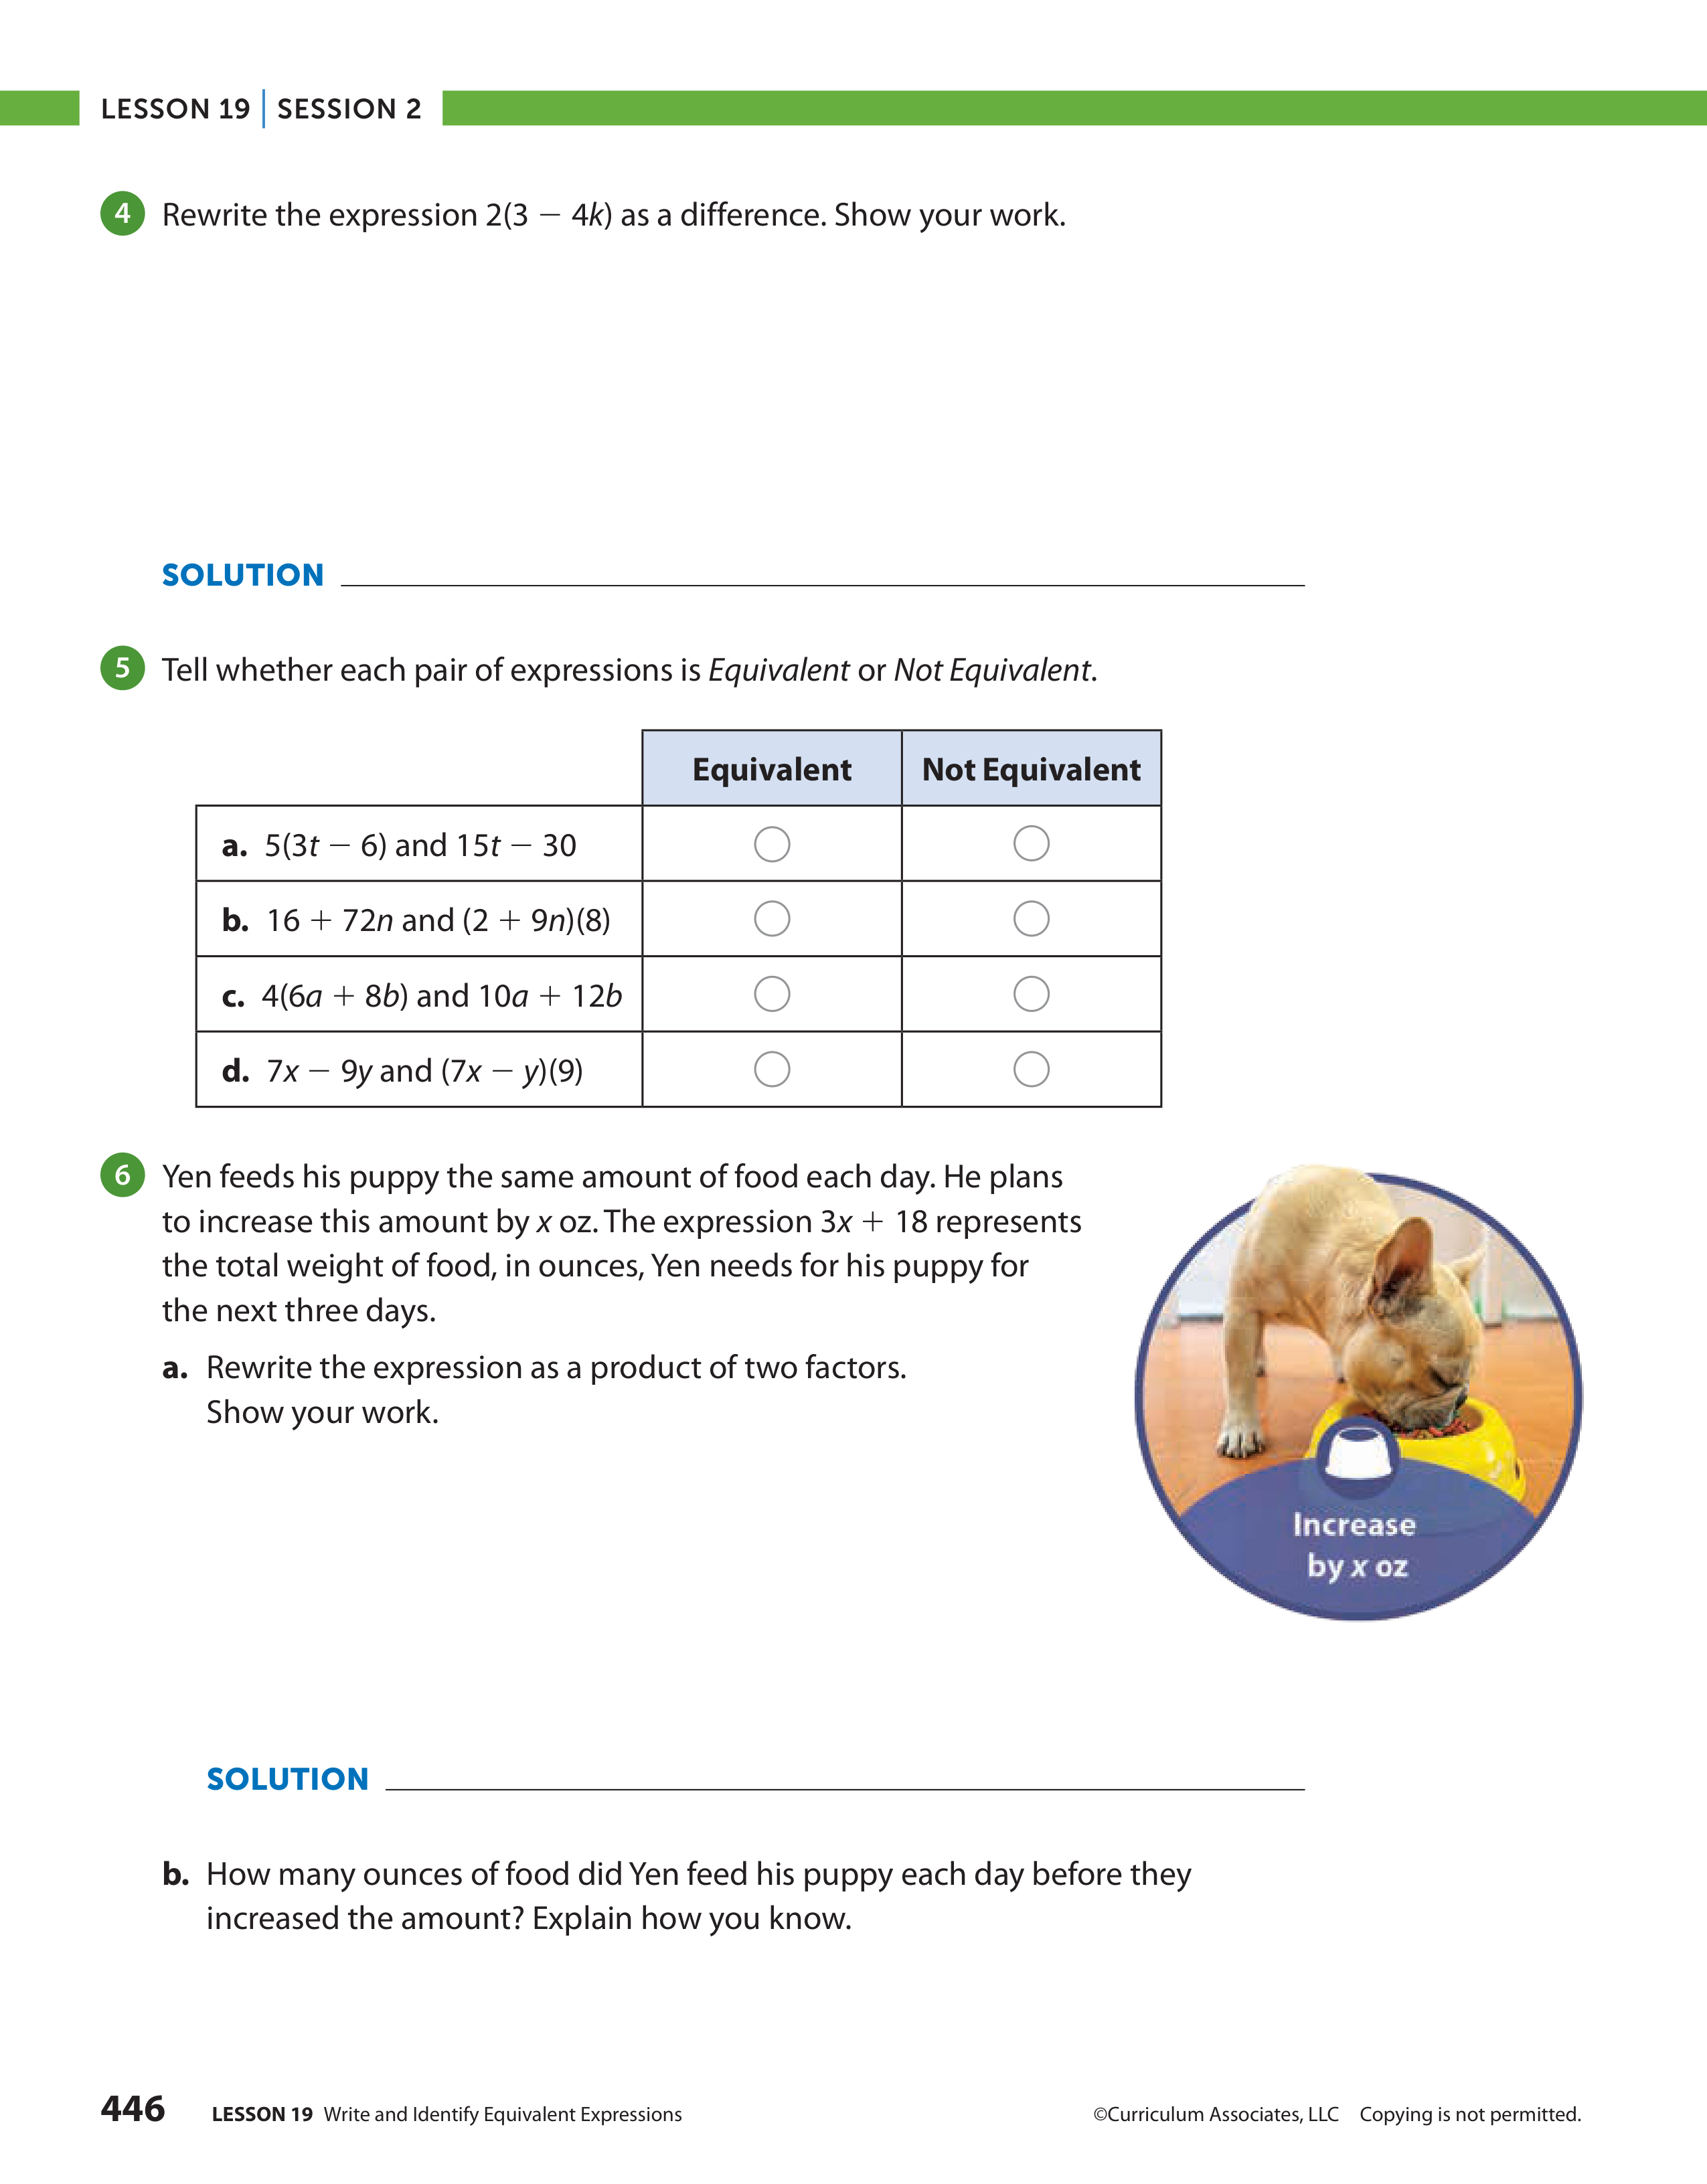 LESSON 19 | SESSION 2
4 Rewrite the expression 2(3 − 4k) as a difference. Show your work.
SOLUTION
5 Tell whether each pair of expressions is Equivalent or Not Equivalent.
Equivalent Not Equivalent
a. 5(3t − 6) and 15t − 30
b. 16 + 72n and (2 + 9n)(8)
c. 4(6a + 8b) and 10a + 12b
d. 7x − 9y and (7x − y)(9)
6 Yen feeds his puppy the same amount of food each day. He plans
to increase this amount by x oz. The expression 3x + 18 represents
the total weight of food, in ounces, Yen needs for his puppy for
the next three days.
a. Rewrite the expression as a product of two factors.
Show your work.
Increase
by x oz
SOLUTION
b. How many ounces of food did Yen feed his puppy each day before they
increased the amount? Explain how you know.
446 LESSON 19 Write and Identify Equivalent Expressions ©Curriculum Associates, LLC Copying is not permitted.